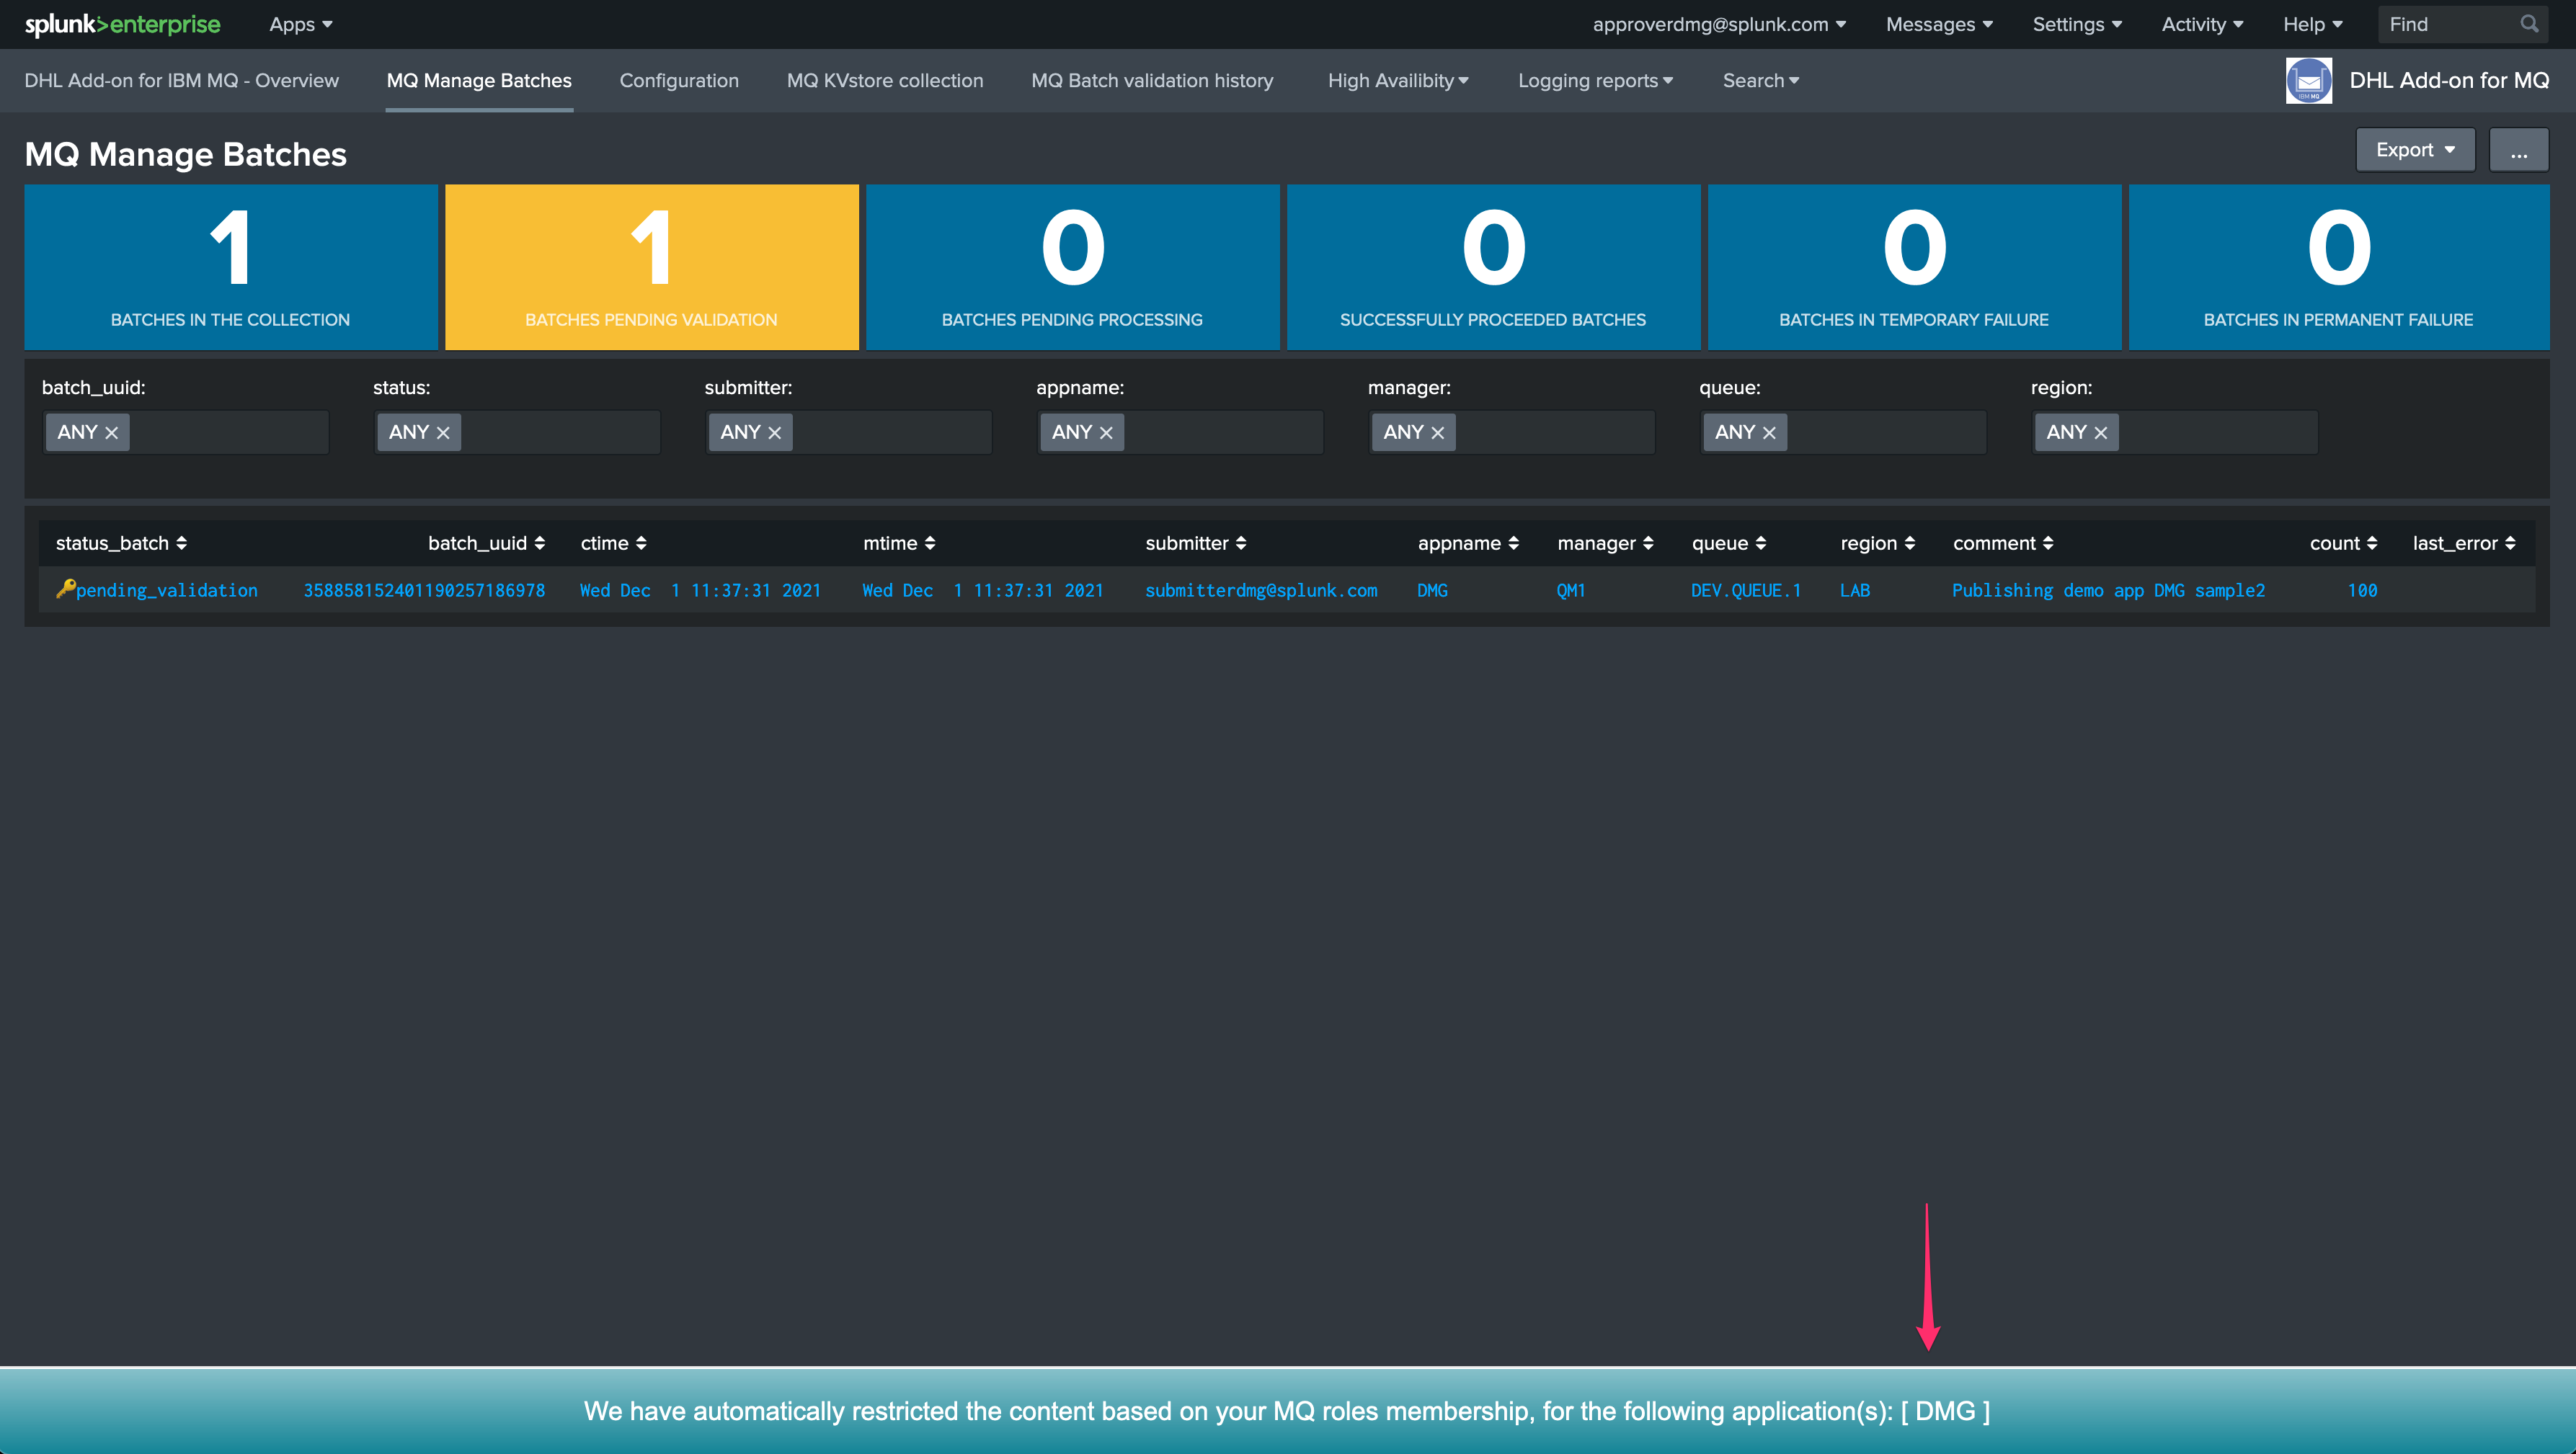 splunk>enterprise Apps approverdmg@splunk.com Messages Settings Activity Help Find
DHL Add-on for IBM MQ - Overview MQ Manage Batches Configuration MQ KVstore collection MQ Batch validation history High Availibity Logging reports Search IBM MQ DHL Add-on for MQ
MQ Manage Batches Export ...
1 1 0 0 0 0
BATCHES IN THE COLLECTION BATCHES PENDING VALIDATION BATCHES PENDING PROCESSING SUCCESSFULLY PROCEEDED BATCHES BATCHES IN TEMPORARY FAILURE BATCHES IN PERMANENT FAILURE
batch_uuid: status: submitter: appname: manager: queue: region:
ANY ANY ANY ANY ANY ANY ANY
status_batch batch_uuid ctime mtime submitter appname manager queue region comment count last_error
pending_validation 358858152401190257186978 Wed Dec 1 11:37:31 2021 Wed Dec 1 11:37:31 2021 submitterdmg@splunk.com DMG QM1 DEV.QUEUE.1 LAB Publishing demo app DMG sample2 100
We have automatically restricted the content based on your MQ roles membership, for the following application(s): [ DMG ]